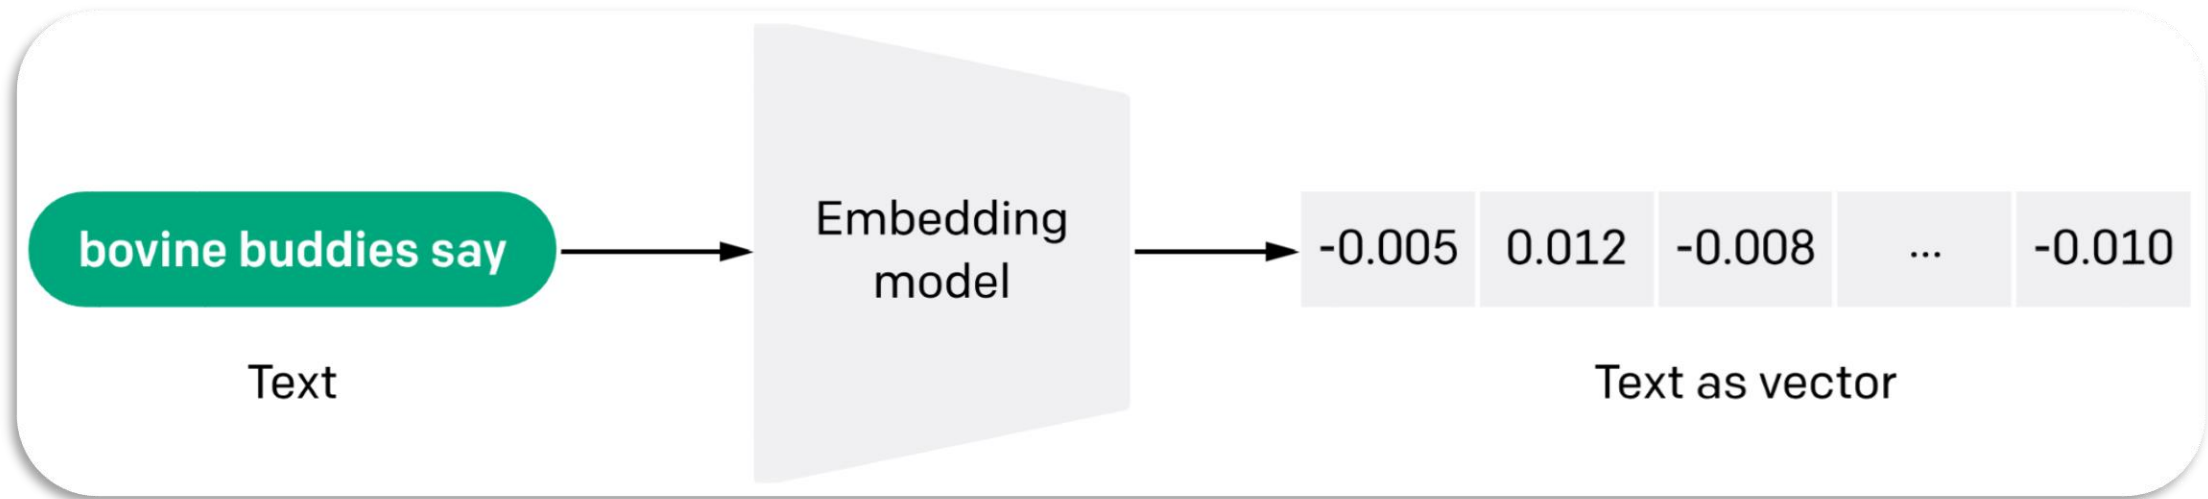 bovine buddies say
Text
Embedding
model
-0.005 0.012 -0.008 ... -0.010
Text as vector